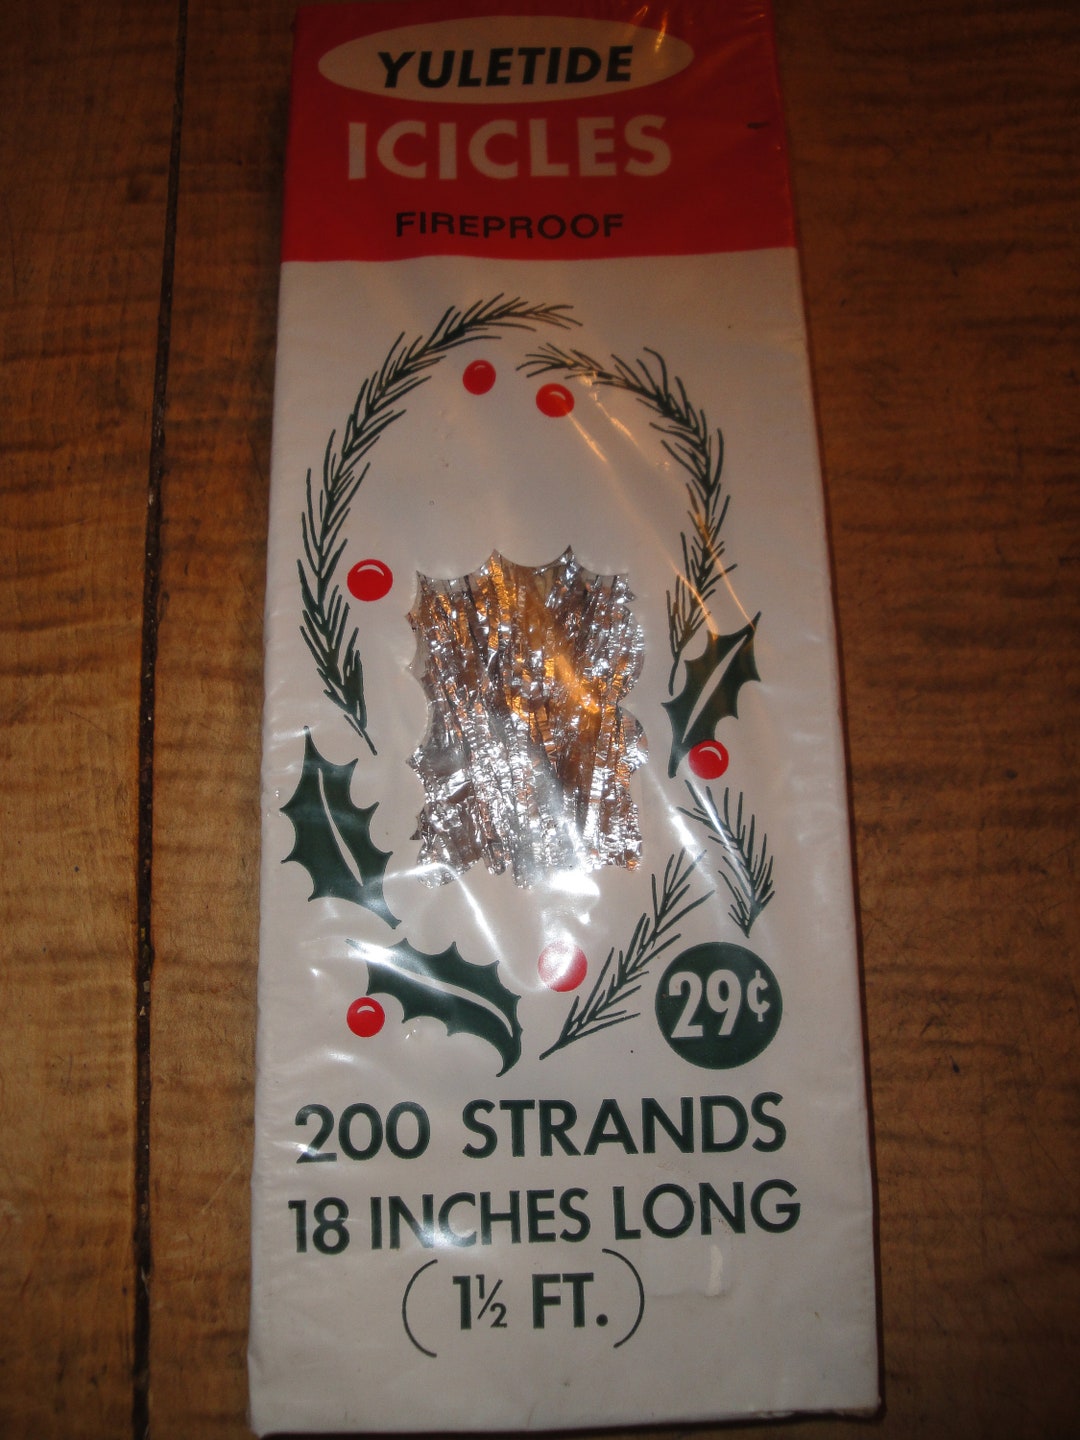 YULETIDE
ICICLES
FIREPROOF
29¢
200 STRANDS
18 INCHES LONG
(1½ FT.)